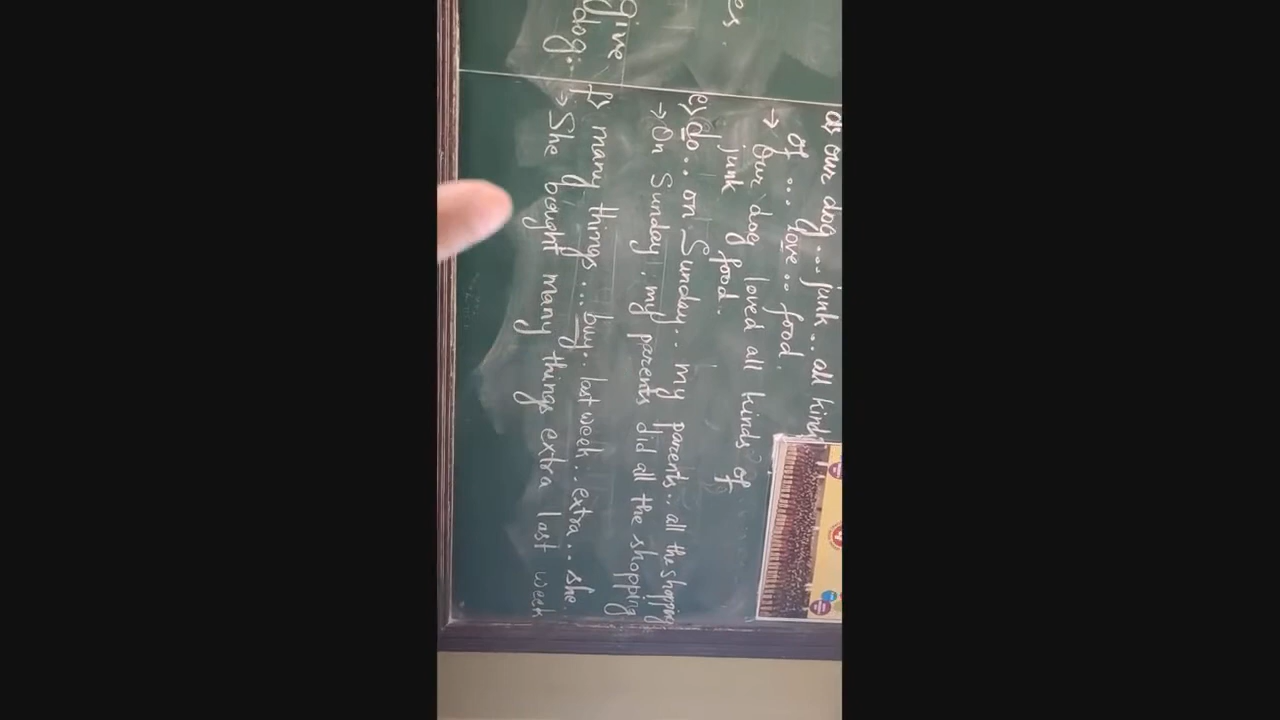 es.
give
dog.
d) our dog... junk.. all kinds
of ... love... food.
→ Our dog loved all kinds of
junk food.
e) do.. on Sunday.. my parents.. all the shopping
→ On Sunday, my parents did all the shopping
f) many things... buy.. last week.. extra.. she.
→ She bought many things extra last week